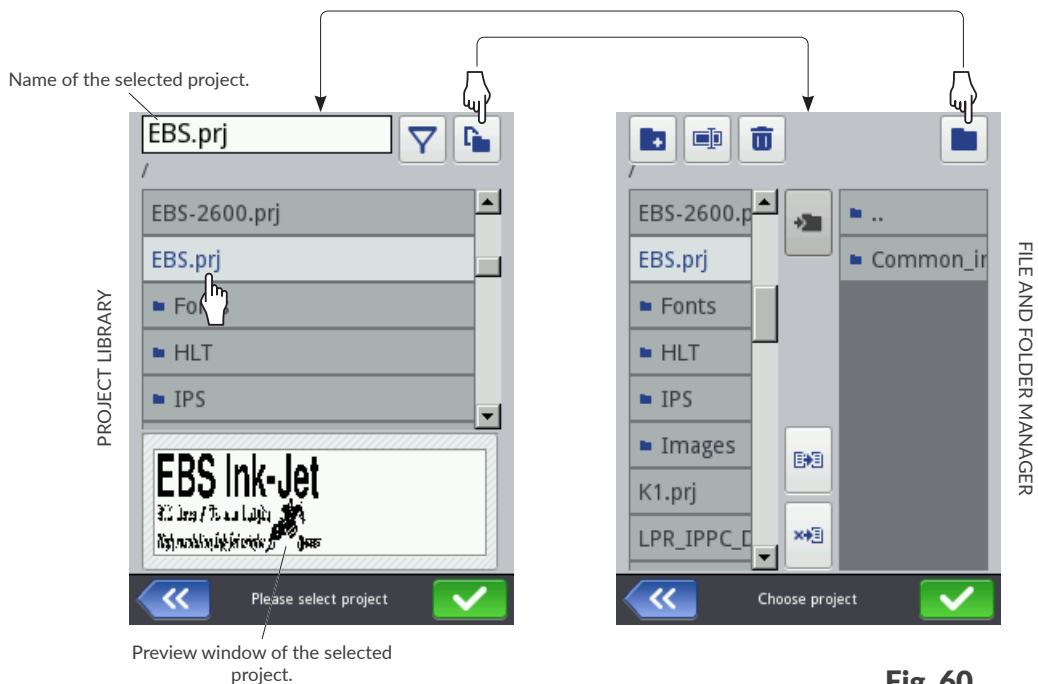 Name of the selected project.
EBS.prj
/
EBS-2600.prj
EBS.prj
HLT
IPS
EBS Ink-Jet
Please select project
PROJECT LIBRARY
Preview window of the selected
project.
/
EBS-2600.p
EBS.prj
Fonts
HLT
IPS
Images
K1.prj
LPR_IPPC_D
..
Common_ir
Choose project
FILE AND FOLDER MANAGER
Fig. 60